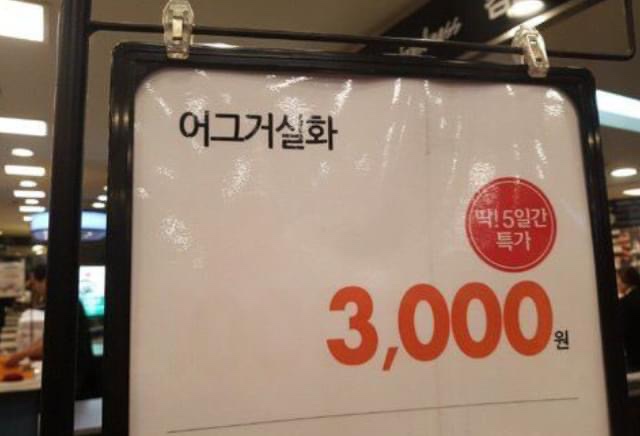 어그거실화
딱! 5일간
특가
3,000원